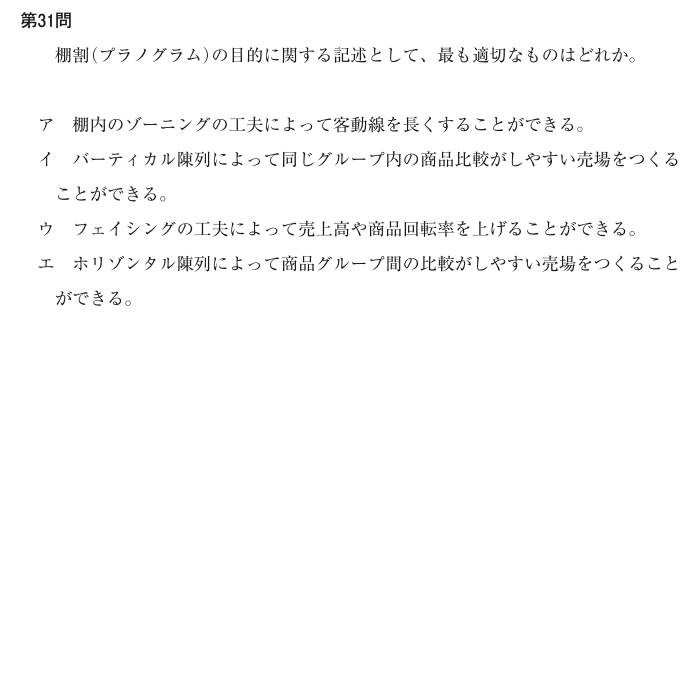 第31問
棚割(プラノグラム)の目的に関する記述として、最も適切なものはどれか。
ア 棚内のゾーニングの工夫によって客動線を長くすることができる。
イ バーティカル陳列によって同じグループ内の商品比較がしやすい売場をつくる
ことができる。
ウ フェイシングの工夫によって売上高や商品回転率を上げることができる。
エ ホリゾンタル陳列によって商品グループ間の比較がしやすい売場をつくること
ができる。